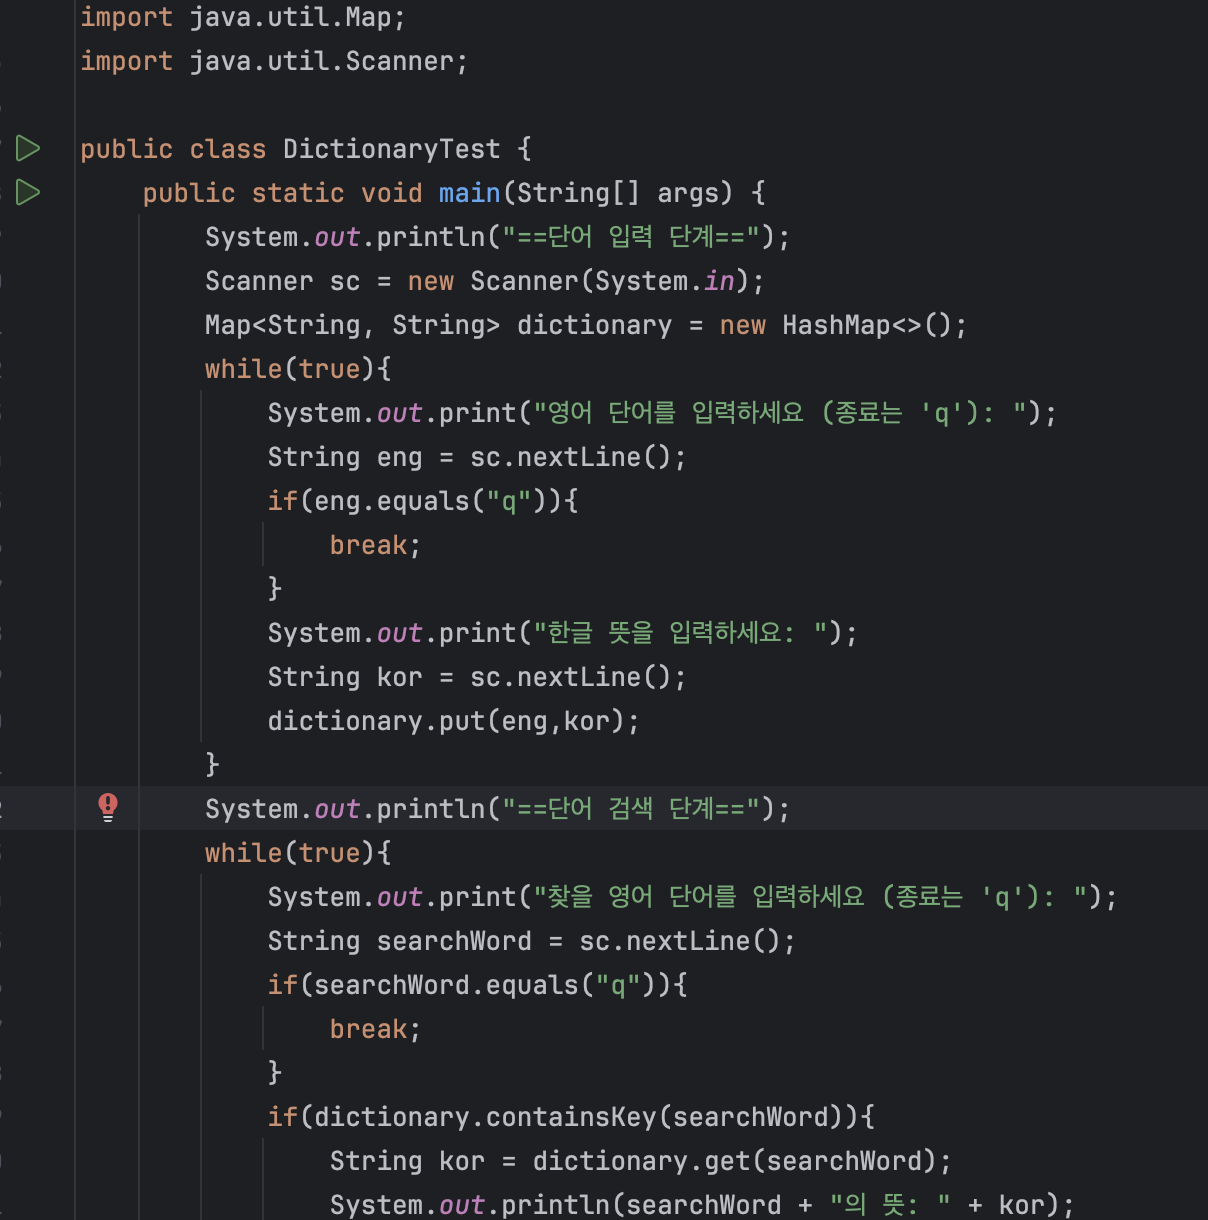 import java.util.Map;
import java.util.Scanner;
public class DictionaryTest {
public static void main(String[] args) {
System.out.println("==단어 입력 단계==");
Scanner sc = new Scanner(System.in);
Map<String, String> dictionary = new HashMap<>();
while(true){
System.out.print("영어 단어를 입력하세요 (종료는 'q'): ");
String eng = sc.nextLine();
if(eng.equals("q")){
break;
}
System.out.print("한글 뜻을 입력하세요: ");
String kor = sc.nextLine();
dictionary.put(eng,kor);
}
System.out.println("==단어 검색 단계==");
while(true){
System.out.print("찾을 영어 단어를 입력하세요 (종료는 'q'): ");
String searchWord = sc.nextLine();
if(searchWord.equals("q")){
break;
}
if(dictionary.containsKey(searchWord)){
String kor = dictionary.get(searchWord);
System.out.println(searchWord + "의 뜻: " + kor);